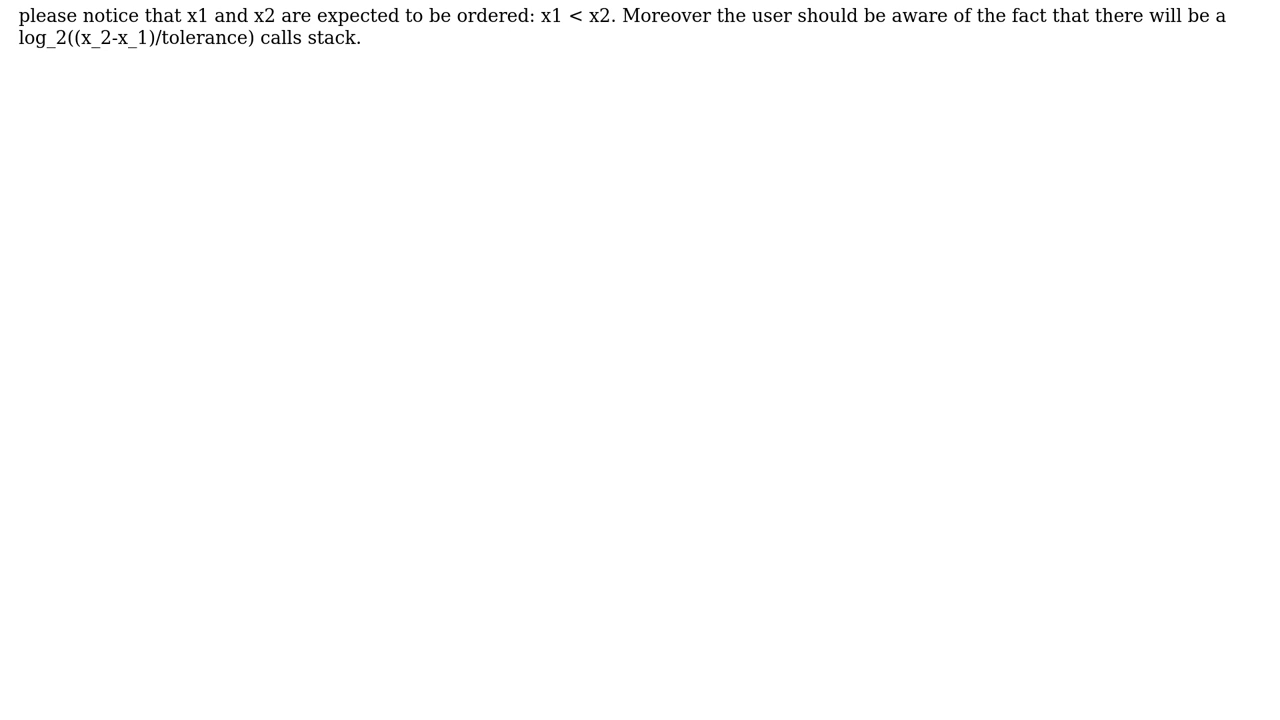 please notice that x1 and x2 are expected to be ordered: x1 < x2. Moreover the user should be aware of the fact that there will be a
log_2((x_2-x_1)/tolerance) calls stack.